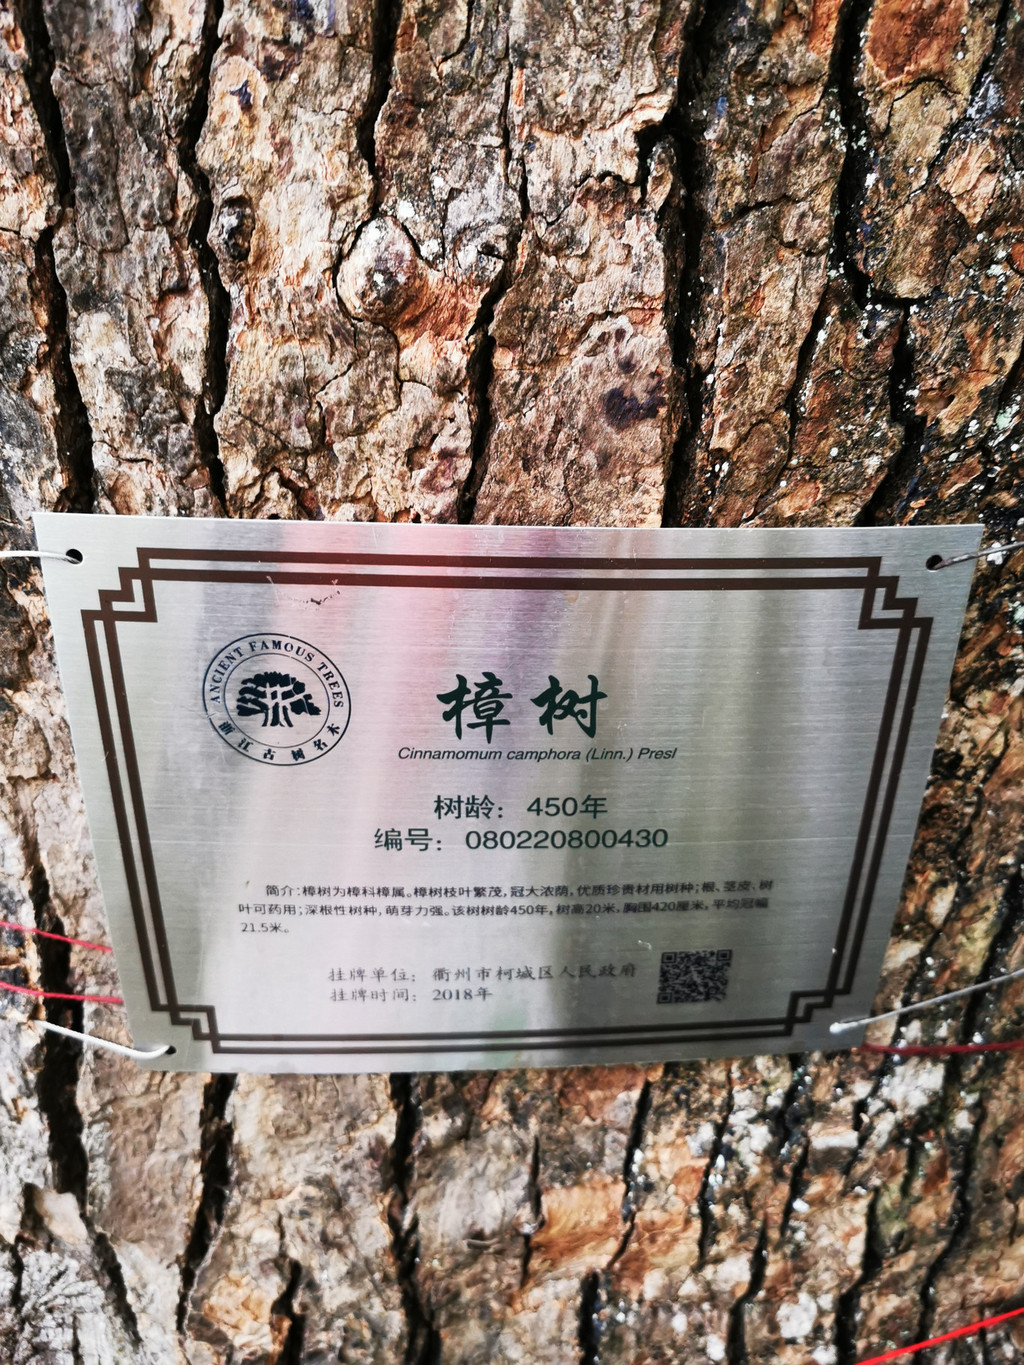 ANCIENT FAMOUS TREES
浙江古树名木
樟树
Cinnamomum camphora (Linn.) Presl
树龄：450年
编号：080220800430
简介：樟树为樟科樟属。樟树枝叶繁茂，冠大浓荫，优质珍贵材用树种；根、茎皮、树
叶可药用；深根性树种，萌芽力强。该树树龄450年，树高20米，胸围420厘米，平均冠幅
21.5米。
挂牌单位：衢州市柯城区人民政府
挂牌时间：2018年